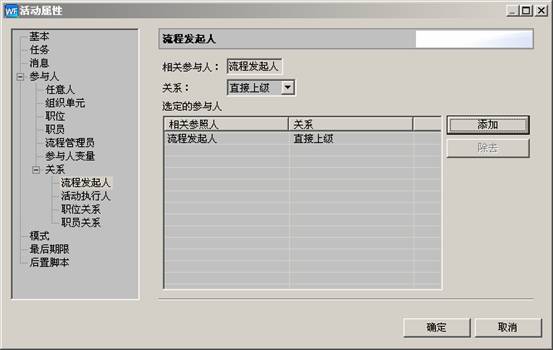 WF 活动属性
基本
任务
消息
参与人
任意人
组织单元
职位
职员
流程管理员
参与人变量
关系
流程发起人
活动执行人
职位关系
职员关系
模式
最后期限
后置脚本
流程发起人
相关参与人： 流程发起人
关系： 直接上级
选定的参与人
相关参照人 关系
流程发起人 直接上级
添加
除去
确定 取消